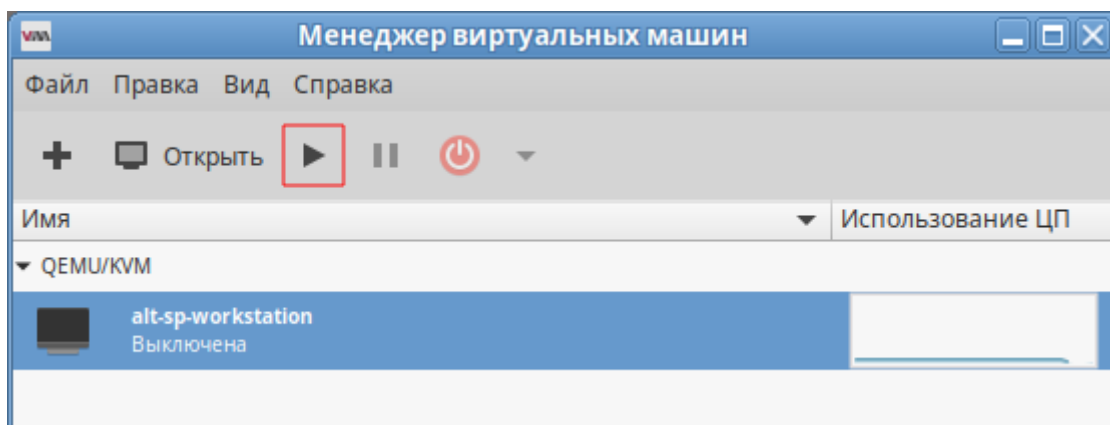 Менеджер виртуальных машин
Файл Правка Вид Справка
Открыть
Имя Использование ЦП
QEMU/KVM
alt-sp-workstation
Выключена